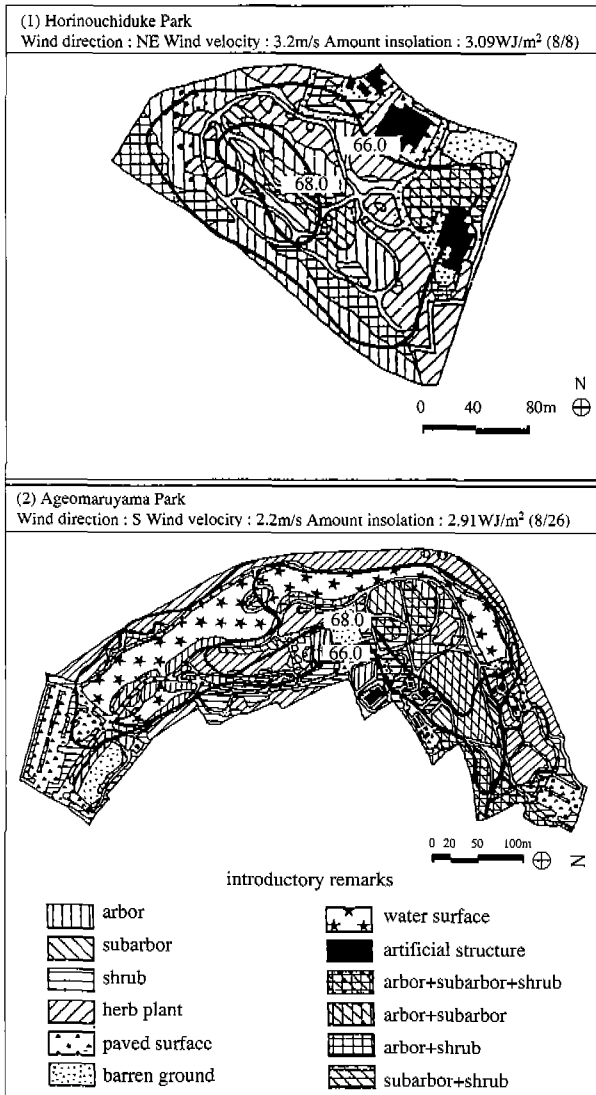 (1) Horinouchiduke Park
Wind direction : NE Wind velocity : 3.2m/s Amount insolation : 3.09WJ/m² (8/8)
66.0
68.0
N
0 40 80m
(2) Ageomaruyama Park
Wind direction : S Wind velocity : 2.2m/s Amount insolation : 2.91WJ/m² (8/26)
68.0
66.0
0 20 50 100m
N
introductory remarks
arbor
subarbor
shrub
herb plant
paved surface
barren ground
water surface
artificial structure
arbor+subarbor+shrub
arbor+subarbor
arbor+shrub
subarbor+shrub